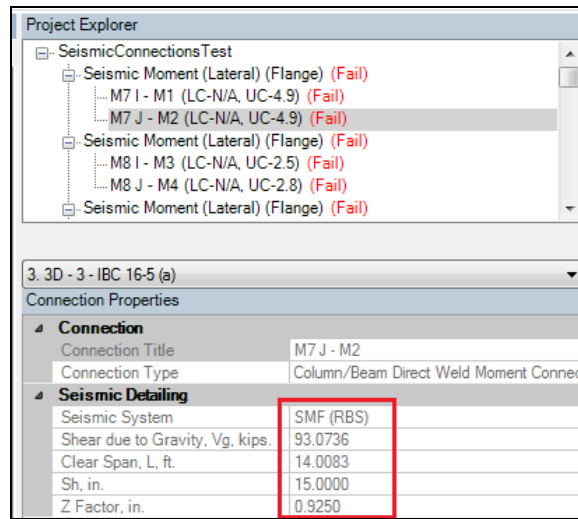 Project Explorer
SeismicConnectionsTest
Seismic Moment (Lateral) (Flange) (Fail)
M7 I - M1 (LC-N/A, UC-4.9) (Fail)
M7 J - M2 (LC-N/A, UC-4.9) (Fail)
Seismic Moment (Lateral) (Flange) (Fail)
M8 I - M3 (LC-N/A, UC-2.5) (Fail)
M8 J - M4 (LC-N/A, UC-2.8) (Fail)
Seismic Moment (Lateral) (Flange) (Fail)
3. 3D - 3 - IBC 16-5 (a)
Connection Properties
Connection
Connection Title M7 J - M2
Connection Type Column/Beam Direct Weld Moment Connec
Seismic Detailing
Seismic System SMF (RBS)
Shear due to Gravity, Vg, kips. 93.0736
Clear Span, L, ft. 14.0083
Sh, in. 15.0000
Z Factor, in. 0.9250